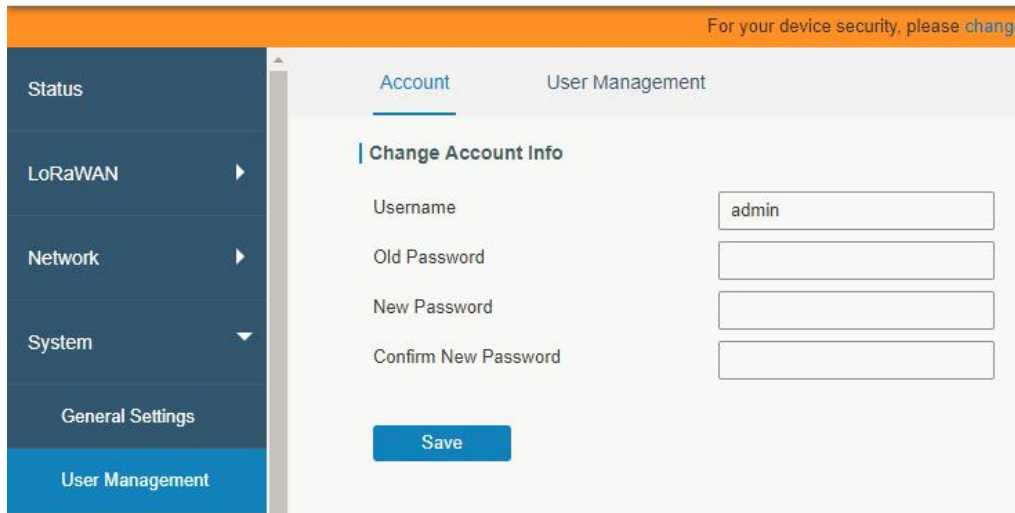 For your device security, please chang
Status
LoRaWAN
Network
System
General Settings
User Management
Account User Management
Change Account Info
Username admin
Old Password
New Password
Confirm New Password
Save